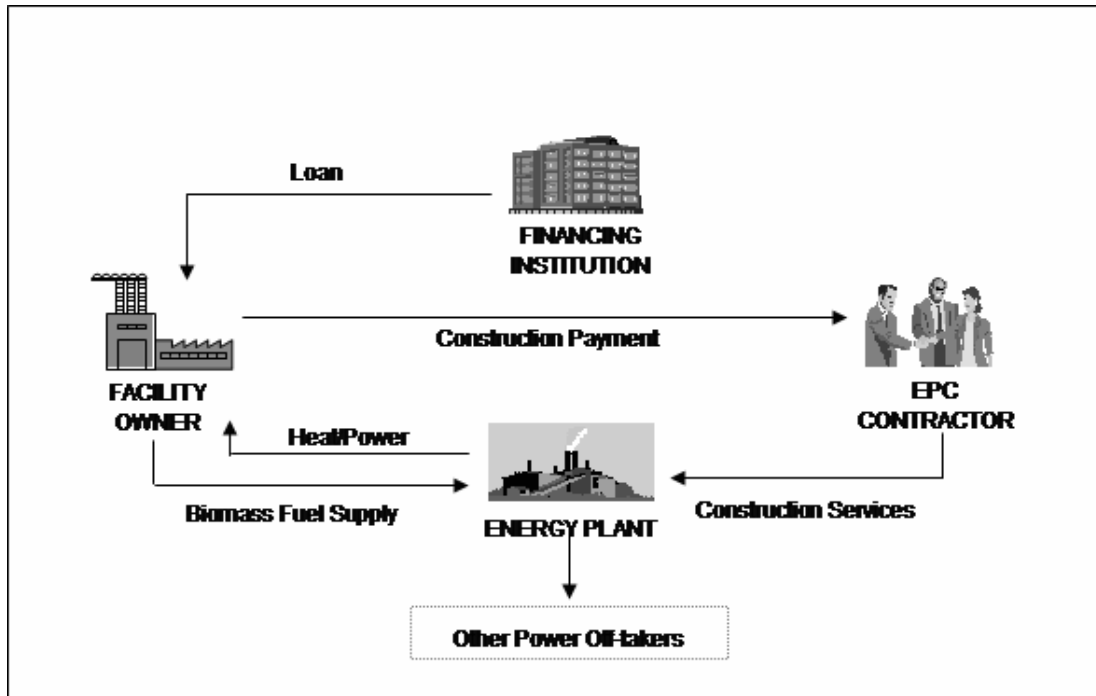 Loan
FINANCING
INSTITUTION
Construction Payment
FACILITY
OWNER
EPC
CONTRACTOR
Heat/Power
Biomass Fuel Supply
ENERGY PLANT
Construction Services
Other Power Off-takers